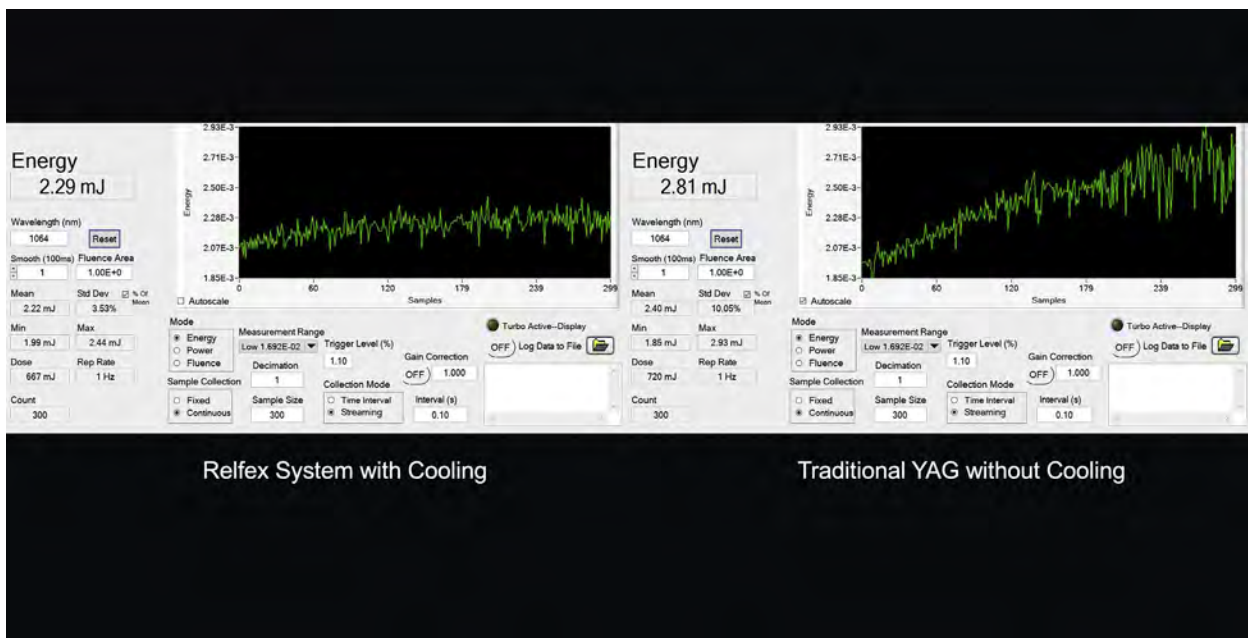 Energy
2.29 mJ
Wavelength (nm)
1064 Reset
Smooth (100ms) Fluence Area
1 1.00E+0
Mean Std Dev % Of Mean
2.22 mJ 3.53%
Min Max
1.99 mJ 2.44 mJ
Dose Rep Rate
667 mJ 1 Hz
Count
300
Energy
2.93E-3
2.71E-3
2.50E-3
2.28E-3
2.07E-3
1.85E-3
0 60 120 179 239 299
Samples
Autoscale
Mode
Energy
Power
Fluence
Measurement Range
Low 1.692E-02
Trigger Level (%)
1.10
Decimation
1
Gain Correction
OFF 1.000
Sample Collection
Fixed
Continuous
Sample Size
300
Collection Mode
Time Interval
Streaming
Interval (s)
0.10
Turbo Active--Display
OFF Log Data to File
Energy
2.81 mJ
Wavelength (nm)
1064 Reset
Smooth (100ms) Fluence Area
1 1.00E+0
Mean Std Dev % Of Mean
2.40 mJ 10.05%
Min Max
1.85 mJ 2.93 mJ
Dose Rep Rate
720 mJ 1 Hz
Count
300
Energy
2.93E-3
2.71E-3
2.50E-3
2.28E-3
2.07E-3
1.85E-3
0 60 120 179 239 299
Samples
Autoscale
Mode
Energy
Power
Fluence
Measurement Range
Low 1.692E-02
Trigger Level (%)
1.10
Decimation
1
Gain Correction
OFF 1.000
Sample Collection
Fixed
Continuous
Sample Size
300
Collection Mode
Time Interval
Streaming
Interval (s)
0.10
Turbo Active--Display
OFF Log Data to File
Relfex System with Cooling
Traditional YAG without Cooling